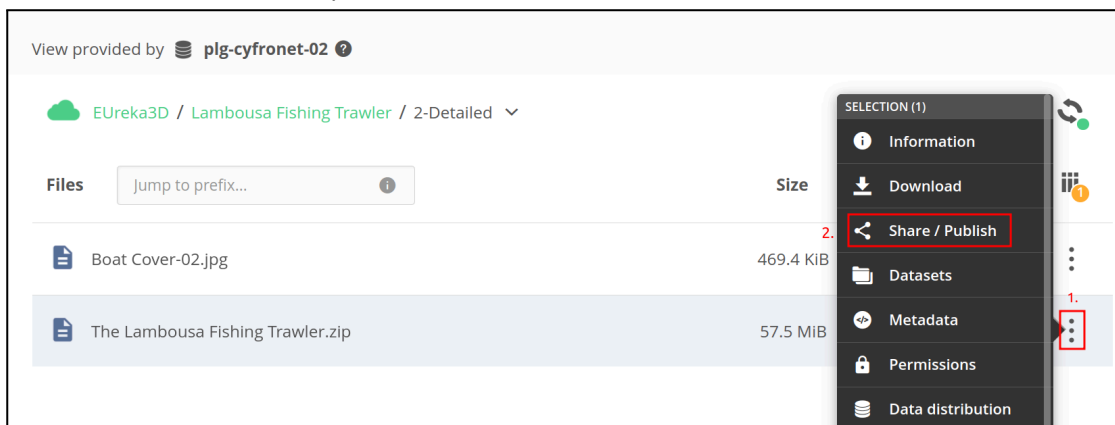 View provided by plg-cyfronet-02 ?
EUreka3D / Lambousa Fishing Trawler / 2-Detailed
SELECTION (1)
Information
Files Jump to prefix... Size
Download
1
2. Share / Publish
Boat Cover-02.jpg 469.4 KiB
Datasets
1.
Metadata
The Lambousa Fishing Trawler.zip 57.5 MiB
Permissions
Data distribution